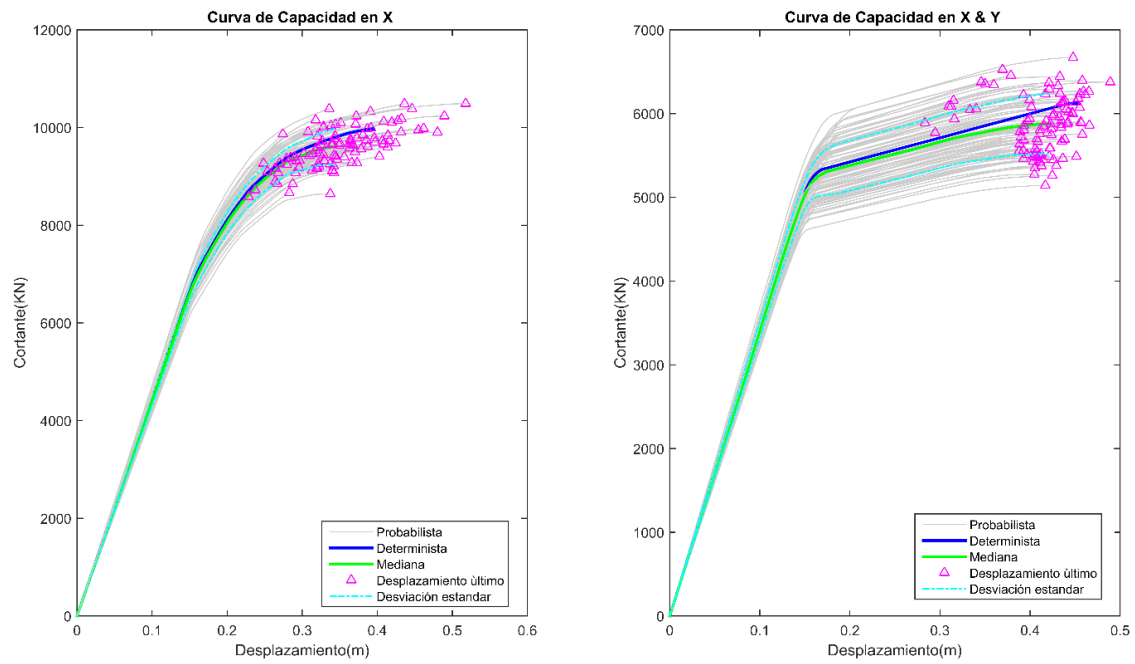 Curva de Capacidad en X
12000
10000
8000
6000
4000
2000
0
Cortante(KN)
0
0.1
0.2
0.3
0.4
0.5
0.6
Desplazamiento(m)
Probabilista
Determinista
Mediana
Desplazamiento ùltimo
Desviación estandar
Curva de Capacidad en X & Y
7000
6000
5000
4000
3000
2000
1000
0
Cortante(KN)
0
0.1
0.2
0.3
0.4
0.5
Desplazamiento(m)
Probabilista
Determinista
Mediana
Desplazamiento ùltimo
Desviación estandar